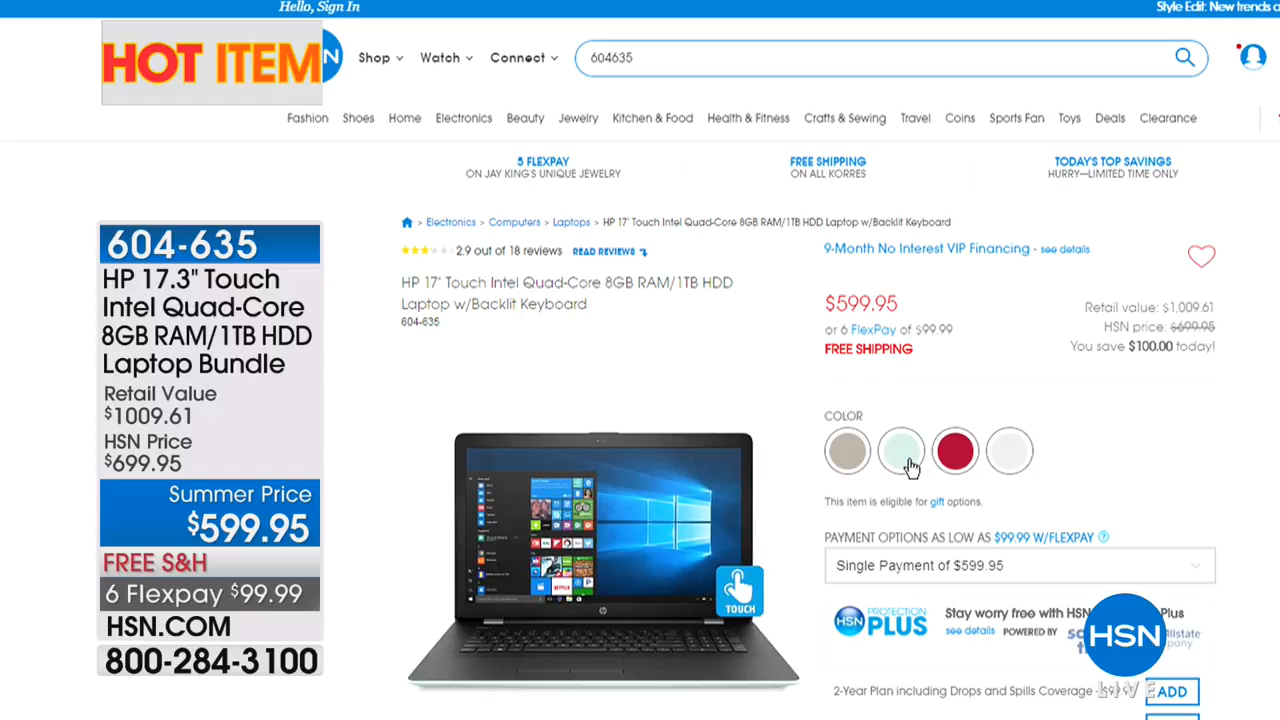 Hello, Sign In
Style Edit: New trends
HOT ITEM
Shop
Watch
Connect
604635
Fashion
Shoes
Home
Electronics
Beauty
Jewelry
Kitchen & Food
Health & Fitness
Crafts & Sewing
Travel
Coins
Sports Fan
Toys
Deals
Clearance
5 FLEXPAY
ON JAY KING'S UNIQUE JEWELRY
FREE SHIPPING
ON ALL KORRES
TODAY'S TOP SAVINGS
HURRY—LIMITED TIME ONLY
604-635
HP 17.3" Touch
Intel Quad-Core
8GB RAM/1TB HDD
Laptop Bundle
Retail Value
$1009.61
HSN Price
$699.95
Summer Price
$599.95
FREE S&H
6 Flexpay $99.99
HSN.COM
800-284-3100
> Electronics > Computers > Laptops > HP 17" Touch Intel Quad-Core 8GB RAM/1TB HDD Laptop w/Backlit Keyboard
2.9 out of 18 reviews READ REVIEWS
HP 17" Touch Intel Quad-Core 8GB RAM/1TB HDD
Laptop w/Backlit Keyboard
604-635
TOUCH
9-Month No Interest VIP Financing - see details
$599.95
or 6 FlexPay of $99.99
FREE SHIPPING
Retail value: $1,009.61
HSN price: $699.95
You save $100.00 today!
COLOR
This item is eligible for gift options.
PAYMENT OPTIONS AS LOW AS $99.99 W/FLEXPAY
Single Payment of $599.95
HSN PROTECTION
PLUS
Stay worry free with HSN Plus
see details POWERED BY
HSN
LIVE
2-Year Plan including Drops and Spills Coverage -
ADD